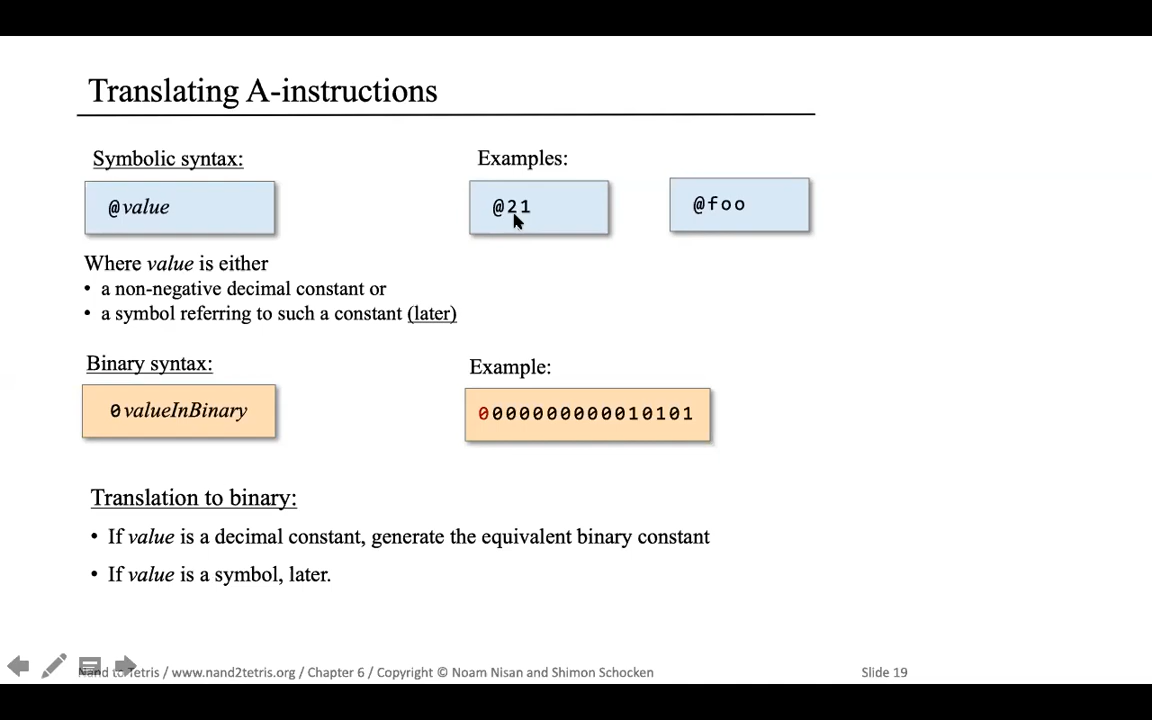 Translating A-instructions
Symbolic syntax:
Examples:
@value
@21
@foo
Where value is either
• a non-negative decimal constant or
• a symbol referring to such a constant (later)
Binary syntax:
Example:
0valueInBinary
0000000000010101
Translation to binary:
• If value is a decimal constant, generate the equivalent binary constant
• If value is a symbol, later.
Nand to Tetris / www.nand2tetris.org / Chapter 6 / Copyright © Noam Nisan and Shimon Schocken
Slide 19